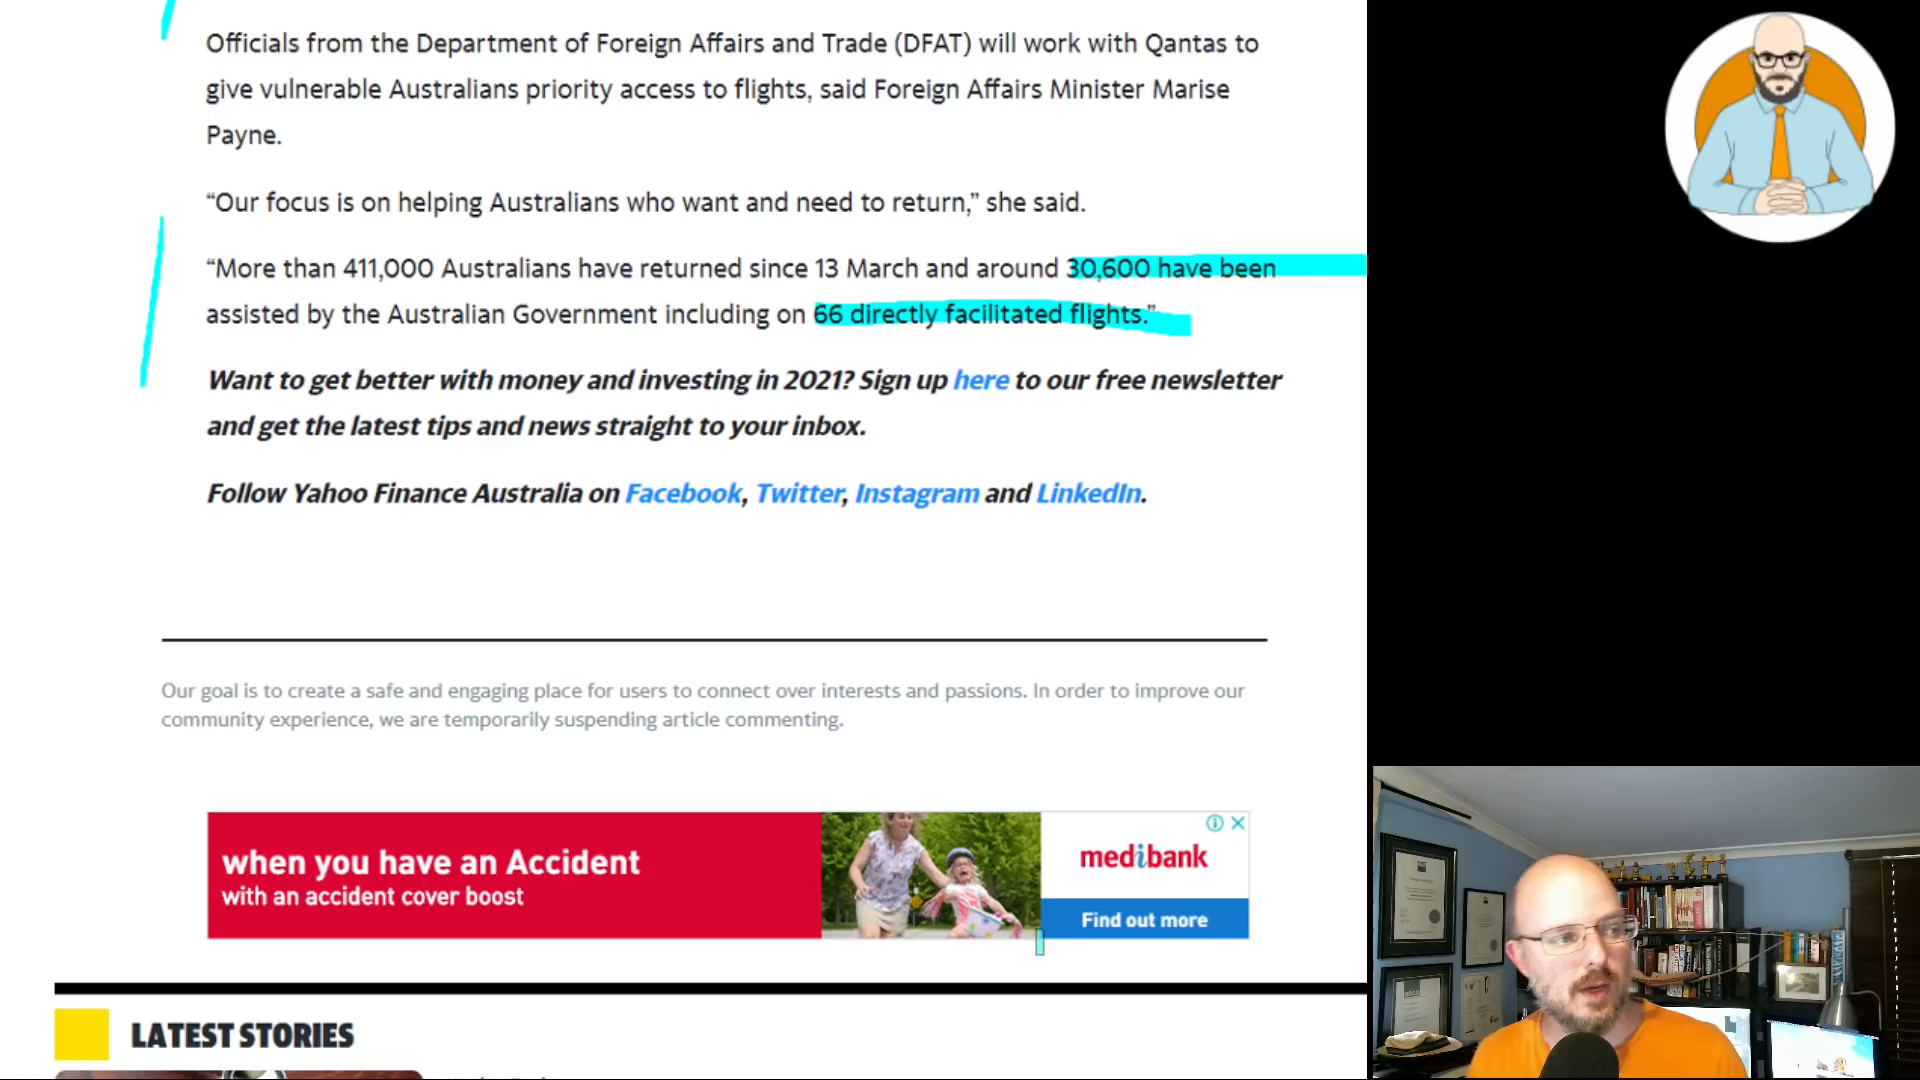 Officials from the Department of Foreign Affairs and Trade (DFAT) will work with Qantas to
give vulnerable Australians priority access to flights, said Foreign Affairs Minister Marise
Payne.
“Our focus is on helping Australians who want and need to return,” she said.
“More than 411,000 Australians have returned since 13 March and around 30,600 have been
assisted by the Australian Government including on 66 directly facilitated flights.”
Want to get better with money and investing in 2021? Sign up here to our free newsletter
and get the latest tips and news straight to your inbox.
Follow Yahoo Finance Australia on Facebook, Twitter, Instagram and LinkedIn.
Our goal is to create a safe and engaging place for users to connect over interests and passions. In order to improve our
community experience, we are temporarily suspending article commenting.
when you have an Accident
with an accident cover boost
medibank
Find out more
LATEST STORIES